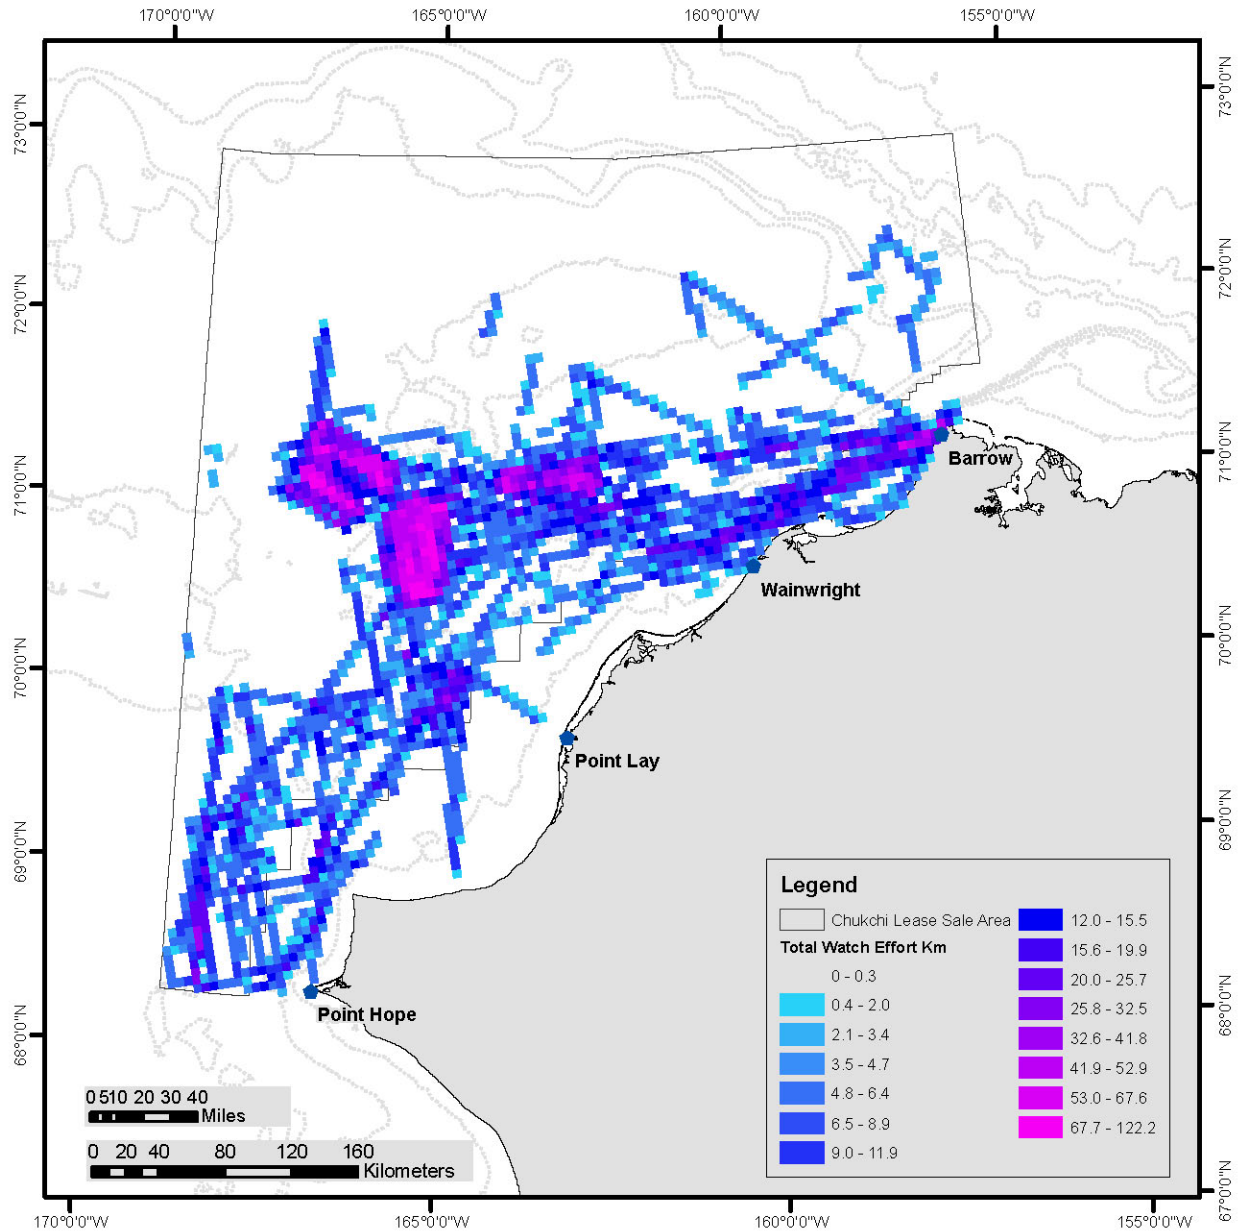 170°0'0"W
165°0'0"W
160°0'0"W
155°0'0"W
73°0'0"N
72°0'0"N
71°0'0"N
70°0'0"N
69°0'0"N
68°0'0"N
73°0'0"N
72°0'0"N
71°0'0"N
70°0'0"N
69°0'0"N
68°0'0"N
67°0'0"N
Barrow
Wainwright
Point Lay
Point Hope
Legend
Chukchi Lease Sale Area
Total Watch Effort Km
0 - 0.3
0.4 - 2.0
2.1 - 3.4
3.5 - 4.7
4.8 - 6.4
6.5 - 8.9
9.0 - 11.9
12.0 - 15.5
15.6 - 19.9
20.0 - 25.7
25.8 - 32.5
32.6 - 41.8
41.9 - 52.9
53.0 - 67.6
67.7 - 122.2
0 5 10 20 30 40
Miles
0 20 40 80 120 160
Kilometers
170°0'0"W
165°0'0"W
160°0'0"W
155°0'0"W